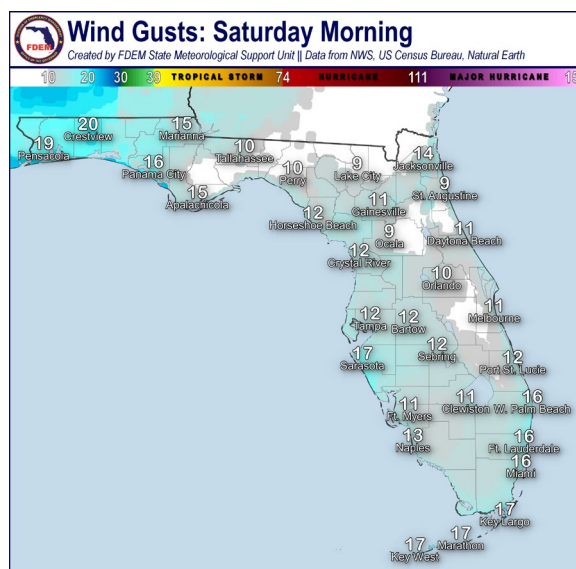 FDEM
Wind Gusts: Saturday Morning
Created by FDEM State Meteorological Support Unit || Data from NWS, US Census Bureau, Natural Earth
10 20 30 39 TROPICAL STORM 74 HURRICANE 111 MAJOR HURRICANE 15
20
Crestview
15
Marianna
19
Pensacola
16
Panama City
10
Tallahassee
14
Jacksonville
10
Perry
9
Lake City
15
Apalachicola
9
St. Augustine
11
Gainesville
12
Horseshoe Beach
9
Ocala
11
Daytona Beach
12
Crystal River
10
Orlando
11
Melbourne
12
Tampa
12
Bartow
17
Sarasota
12
Sebring
12
Port St. Lucie
11
Ft. Myers
11
Clewiston
16
W. Palm Beach
13
Naples
16
Ft. Lauderdale
16
Miami
17
Key Largo
17
Marathon
17
Key West